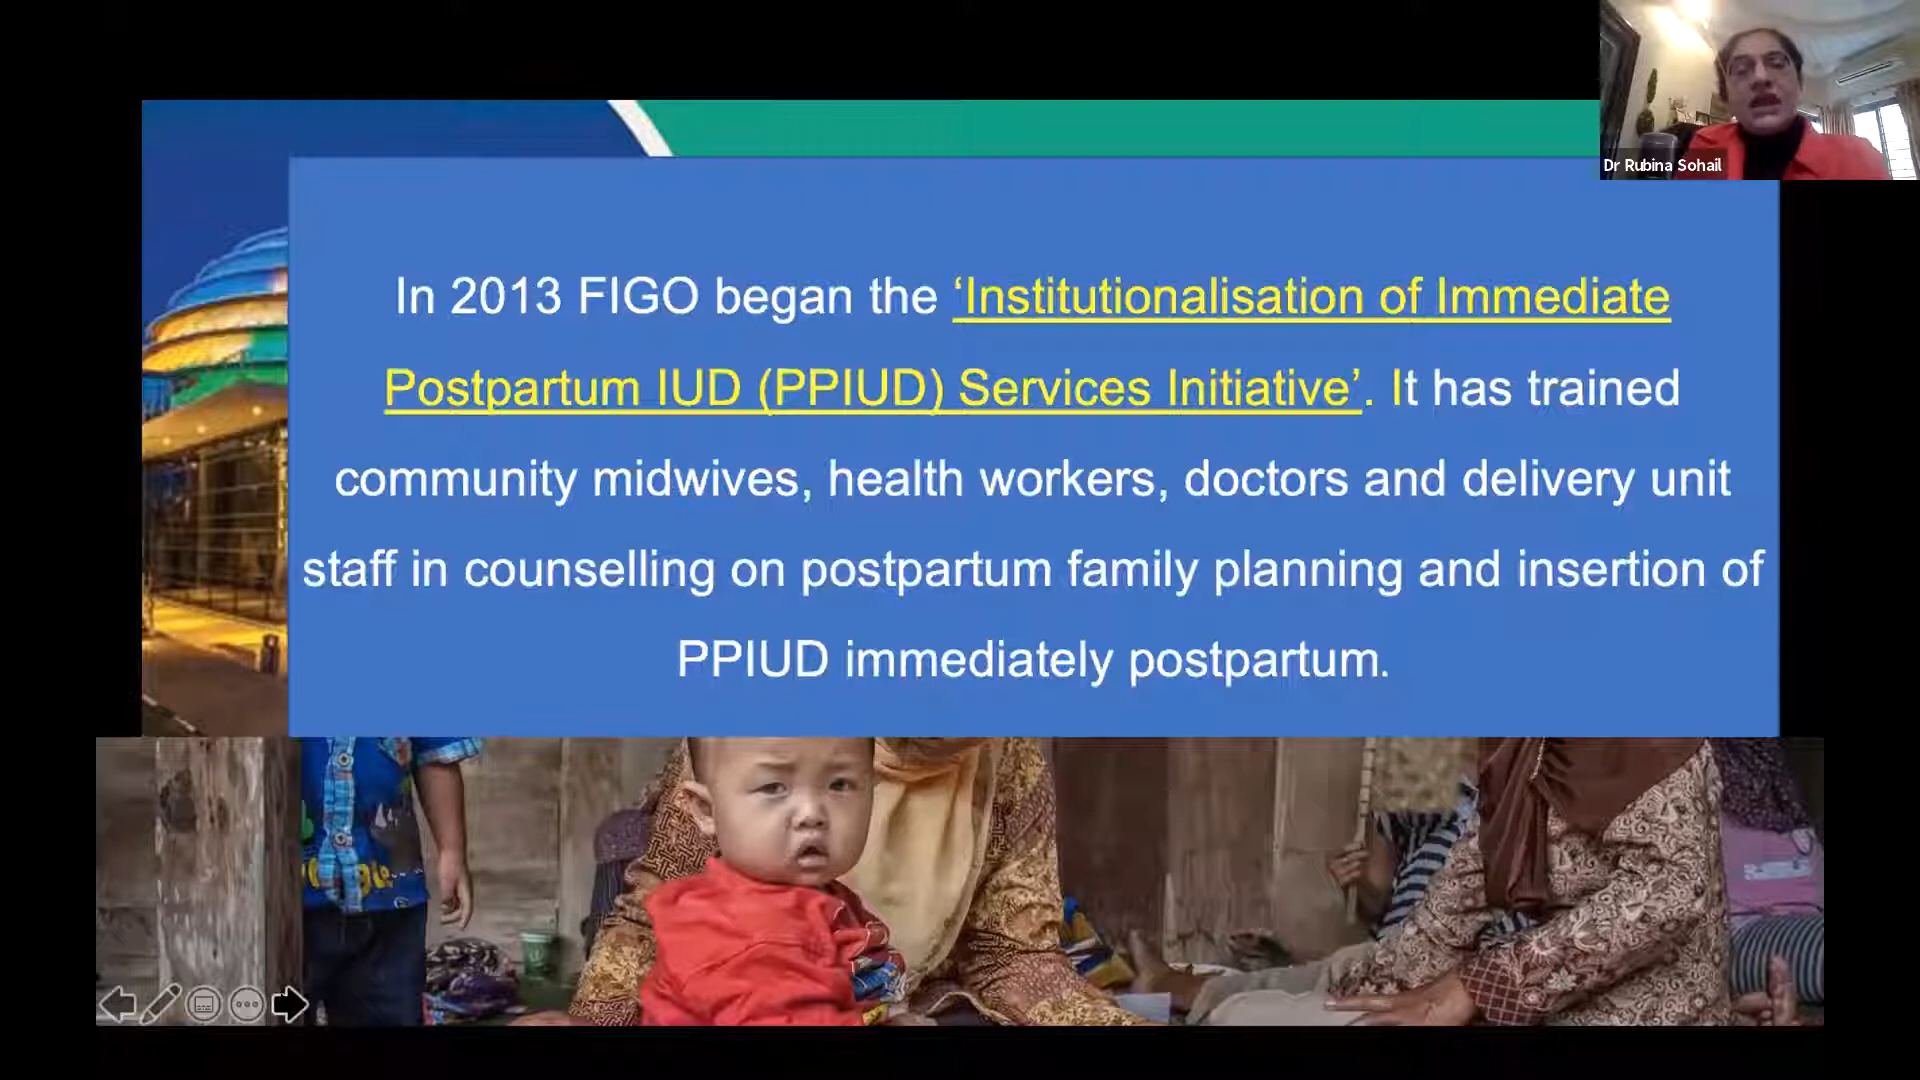 Dr Rubina Sohail
In 2013 FIGO began the ‘Institutionalisation of Immediate
Postpartum IUD (PPIUD) Services Initiative’. It has trained
community midwives, health workers, doctors and delivery unit
staff in counselling on postpartum family planning and insertion of
PPIUD immediately postpartum.